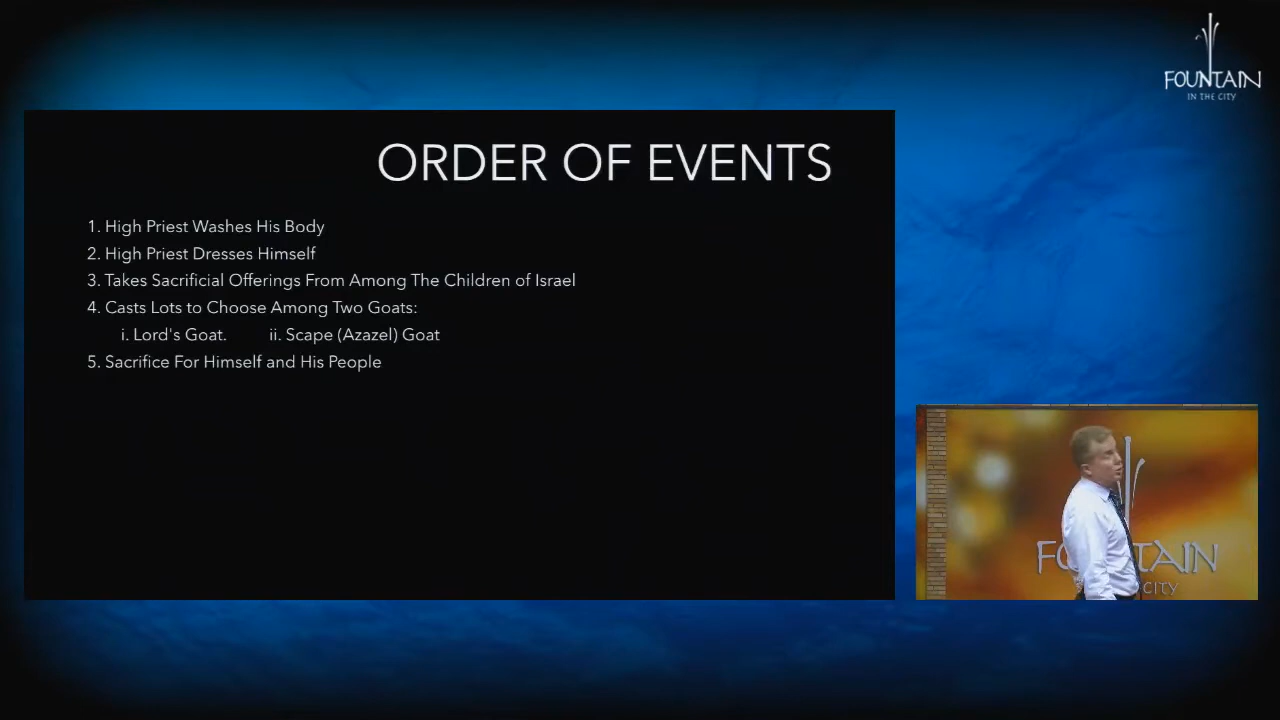 FOUNTAIN
IN THE CITY
ORDER OF EVENTS
1. High Priest Washes His Body
2. High Priest Dresses Himself
3. Takes Sacrificial Offerings From Among The Children of Israel
4. Casts Lots to Choose Among Two Goats:
i. Lord's Goat. ii. Scape (Azazel) Goat
5. Sacrifice For Himself and His People
FO TAIN
CITY